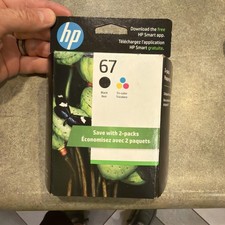 Download the free
HP Smart app.
Téléchargez l'application
HP Smart gratuite.
hp
67
Black
Noir
Tri-color
Trois couleurs
Save with 2-packs
Économisez avec 2 paquets